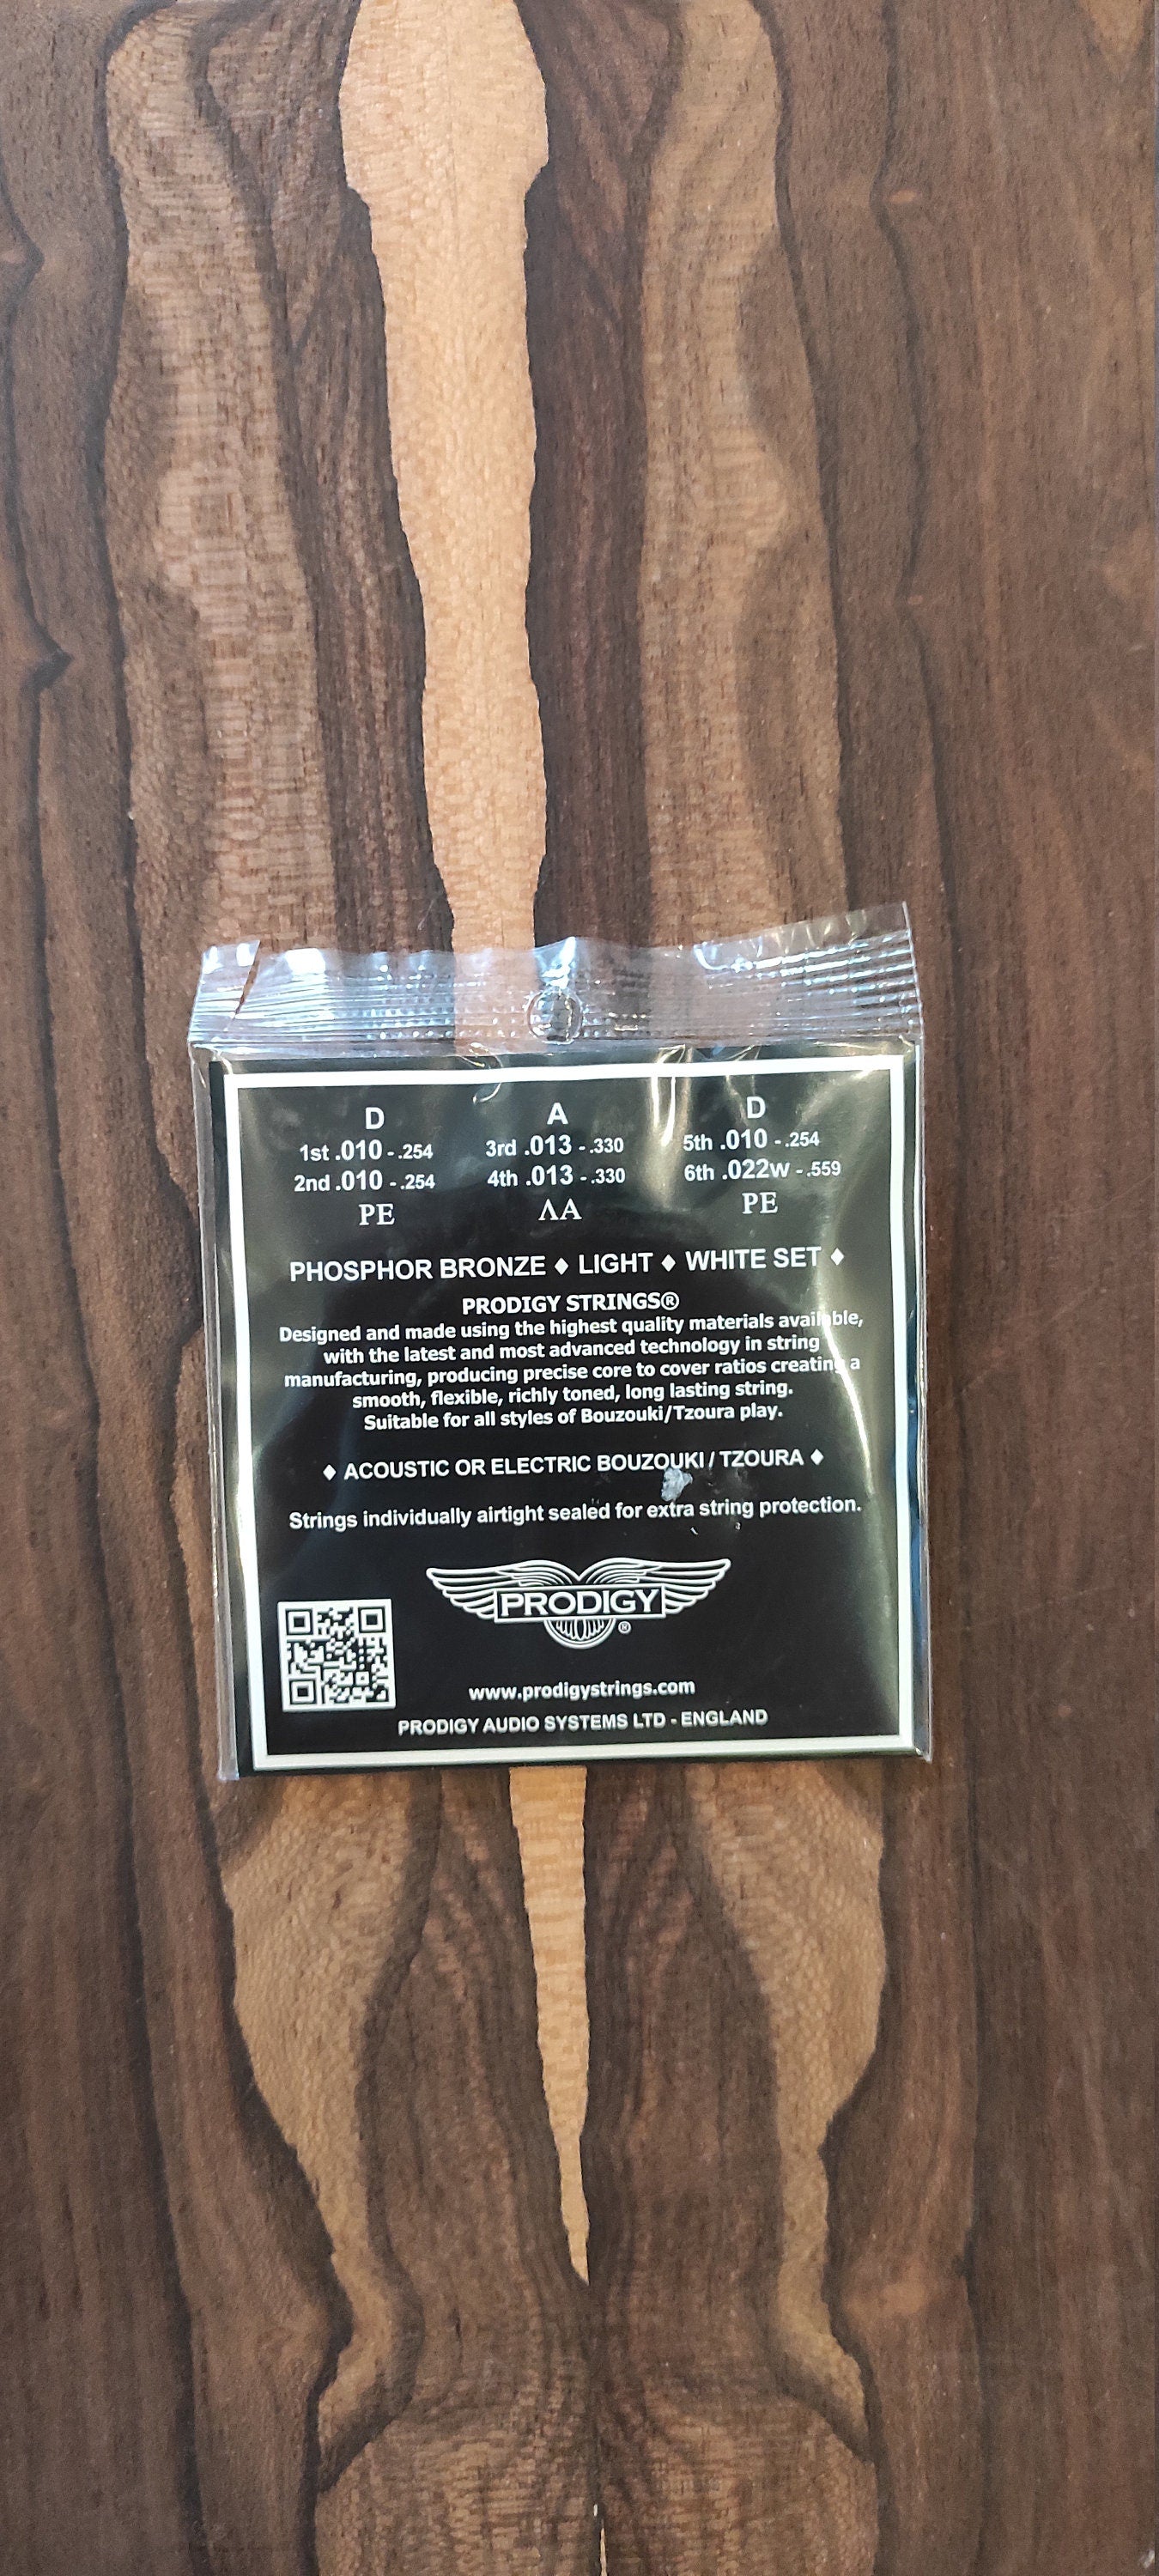 D A D
1st .010 - .254 3rd .013 - .330 5th .010 - .254
2nd .010 - .254 4th .013 - .330 6th .022w - .559
ΡΕ ΛΑ ΡΕ
PHOSPHOR BRONZE ♦ LIGHT ♦ WHITE SET ♦
PRODIGY STRINGS®
Designed and made using the highest quality materials available,
with the latest and most advanced technology in string
manufacturing, producing precise core to cover ratios creating a
smooth, flexible, richly toned, long lasting string.
Suitable for all styles of Bouzouki/Tzoura play.
♦ ACOUSTIC OR ELECTRIC BOUZOUKI / TZOURA ♦
Strings individually airtight sealed for extra string protection.
PRODIGY ®
www.prodigystrings.com
PRODIGY AUDIO SYSTEMS LTD - ENGLAND